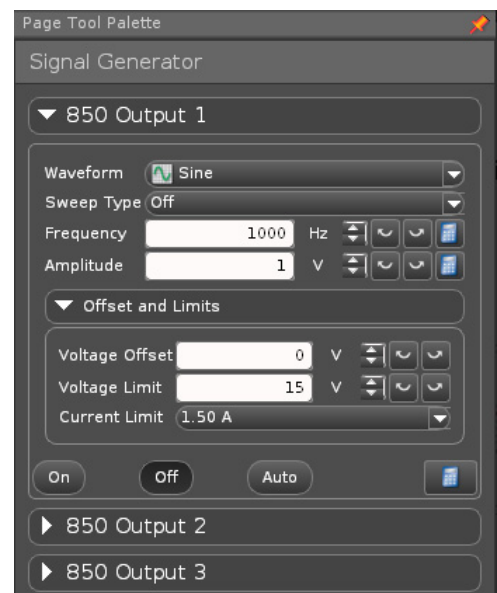 Page Tool Palette
Signal Generator
850 Output 1
Waveform Sine
Sweep Type Off
Frequency 1000 Hz
Amplitude 1 V
Offset and Limits
Voltage Offset 0 V
Voltage Limit 15 V
Current Limit 1.50 A
On Off Auto
850 Output 2
850 Output 3